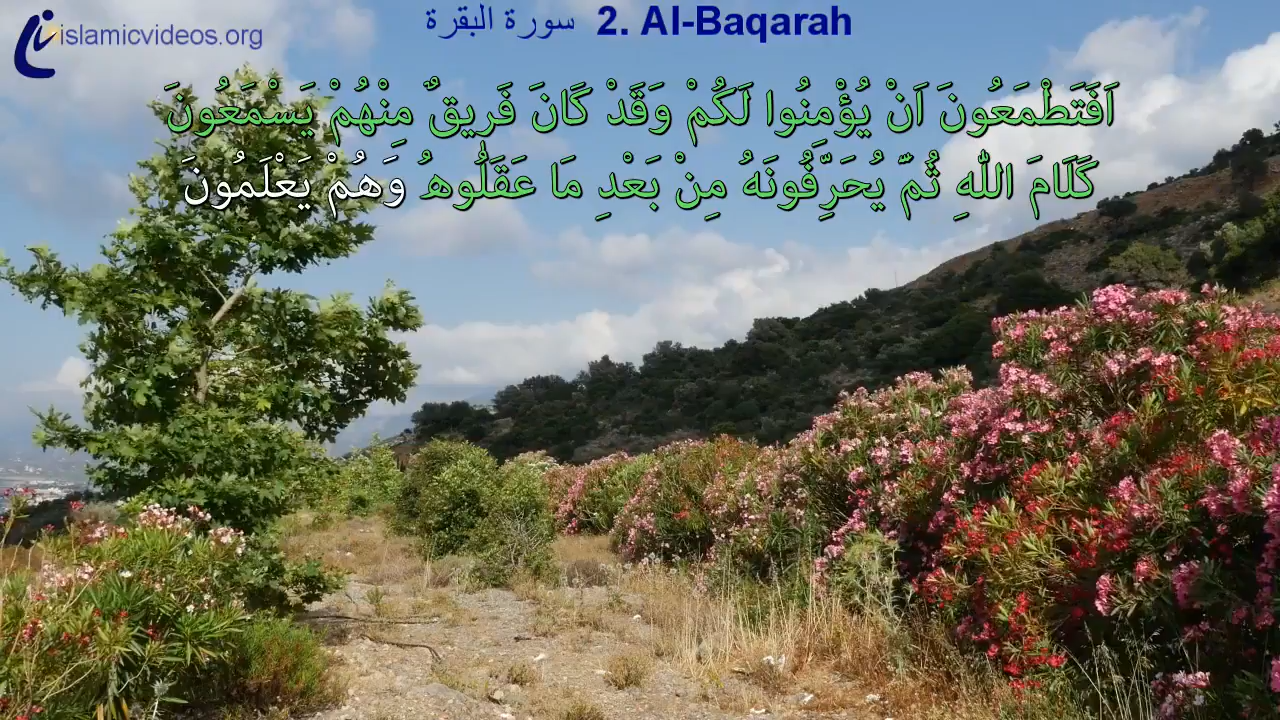 islamicvideos.org
سورة البقرة 2. Al-Baqarah
اَفَتَطْمَعُونَ اَنْ يُؤْمِنُوا لَكُمْ وَقَدْ كَانَ فَرِيقٌ مِنْهُمْ يَسْمَعُونَ
كَلَامَ اللّٰهِ ثُمَّ يُحَرِّفُونَهُ مِنْ بَعْدِ مَا عَقَلُوهُ وَهُمْ يَعْلَمُونَ